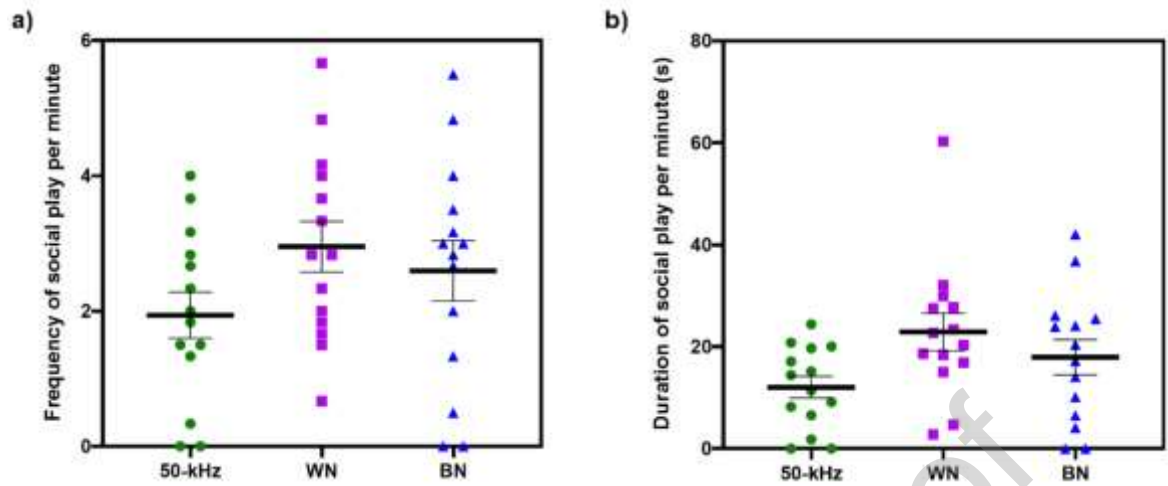 a)
Frequency of social play per minute
6
4
2
0
50-kHz WN BN
b)
Duration of social play per minute (s)
80
60
40
20
0
50-kHz WN BN